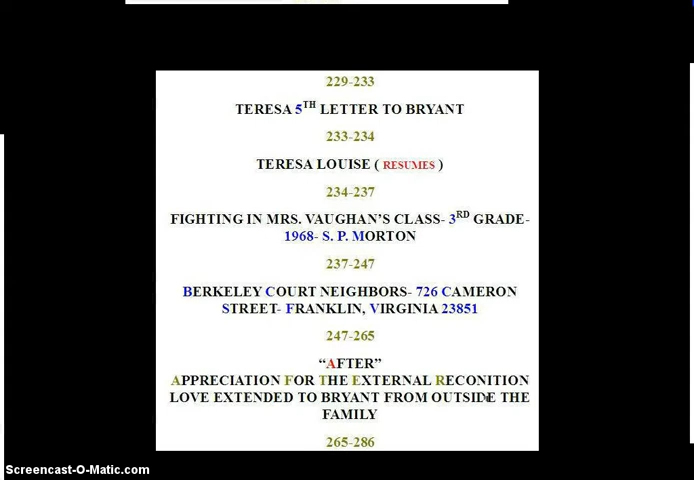 229-233
TERESA 5TH LETTER TO BRYANT
233-234
TERESA LOUISE ( RESUMES )
234-237
FIGHTING IN MRS. VAUGHAN'S CLASS- 3RD GRADE-
1968- S. P. MORTON
237-247
BERKELEY COURT NEIGHBORS- 726 CAMERON
STREET- FRANKLIN, VIRGINIA 23851
247-265
“AFTER”
APPRECIATION FOR THE EXTERNAL RECONITION
LOVE EXTENDED TO BRYANT FROM OUTSIDE THE
FAMILY
265-286
Screencast-O-Matic.com